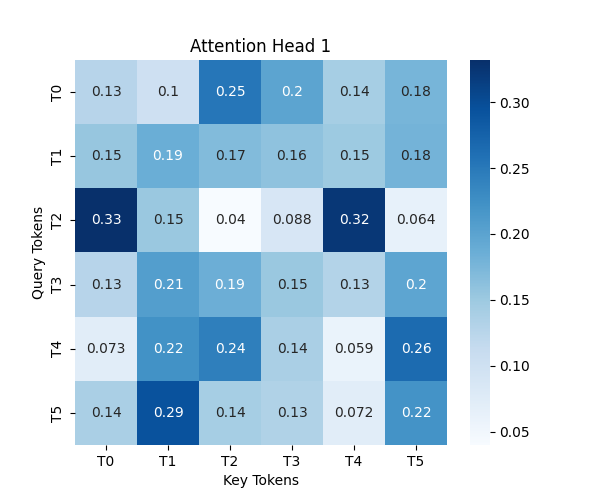 Attention Head 1
T0 0.13 0.1 0.25 0.2 0.14 0.18
T1 0.15 0.19 0.17 0.16 0.15 0.18
T2 0.33 0.15 0.04 0.088 0.32 0.064
T3 0.13 0.21 0.19 0.15 0.13 0.2
T4 0.073 0.22 0.24 0.14 0.059 0.26
T5 0.14 0.29 0.14 0.13 0.072 0.22
T0 T1 T2 T3 T4 T5
Key Tokens
Query Tokens
0.30
0.25
0.20
0.15
0.10
0.05